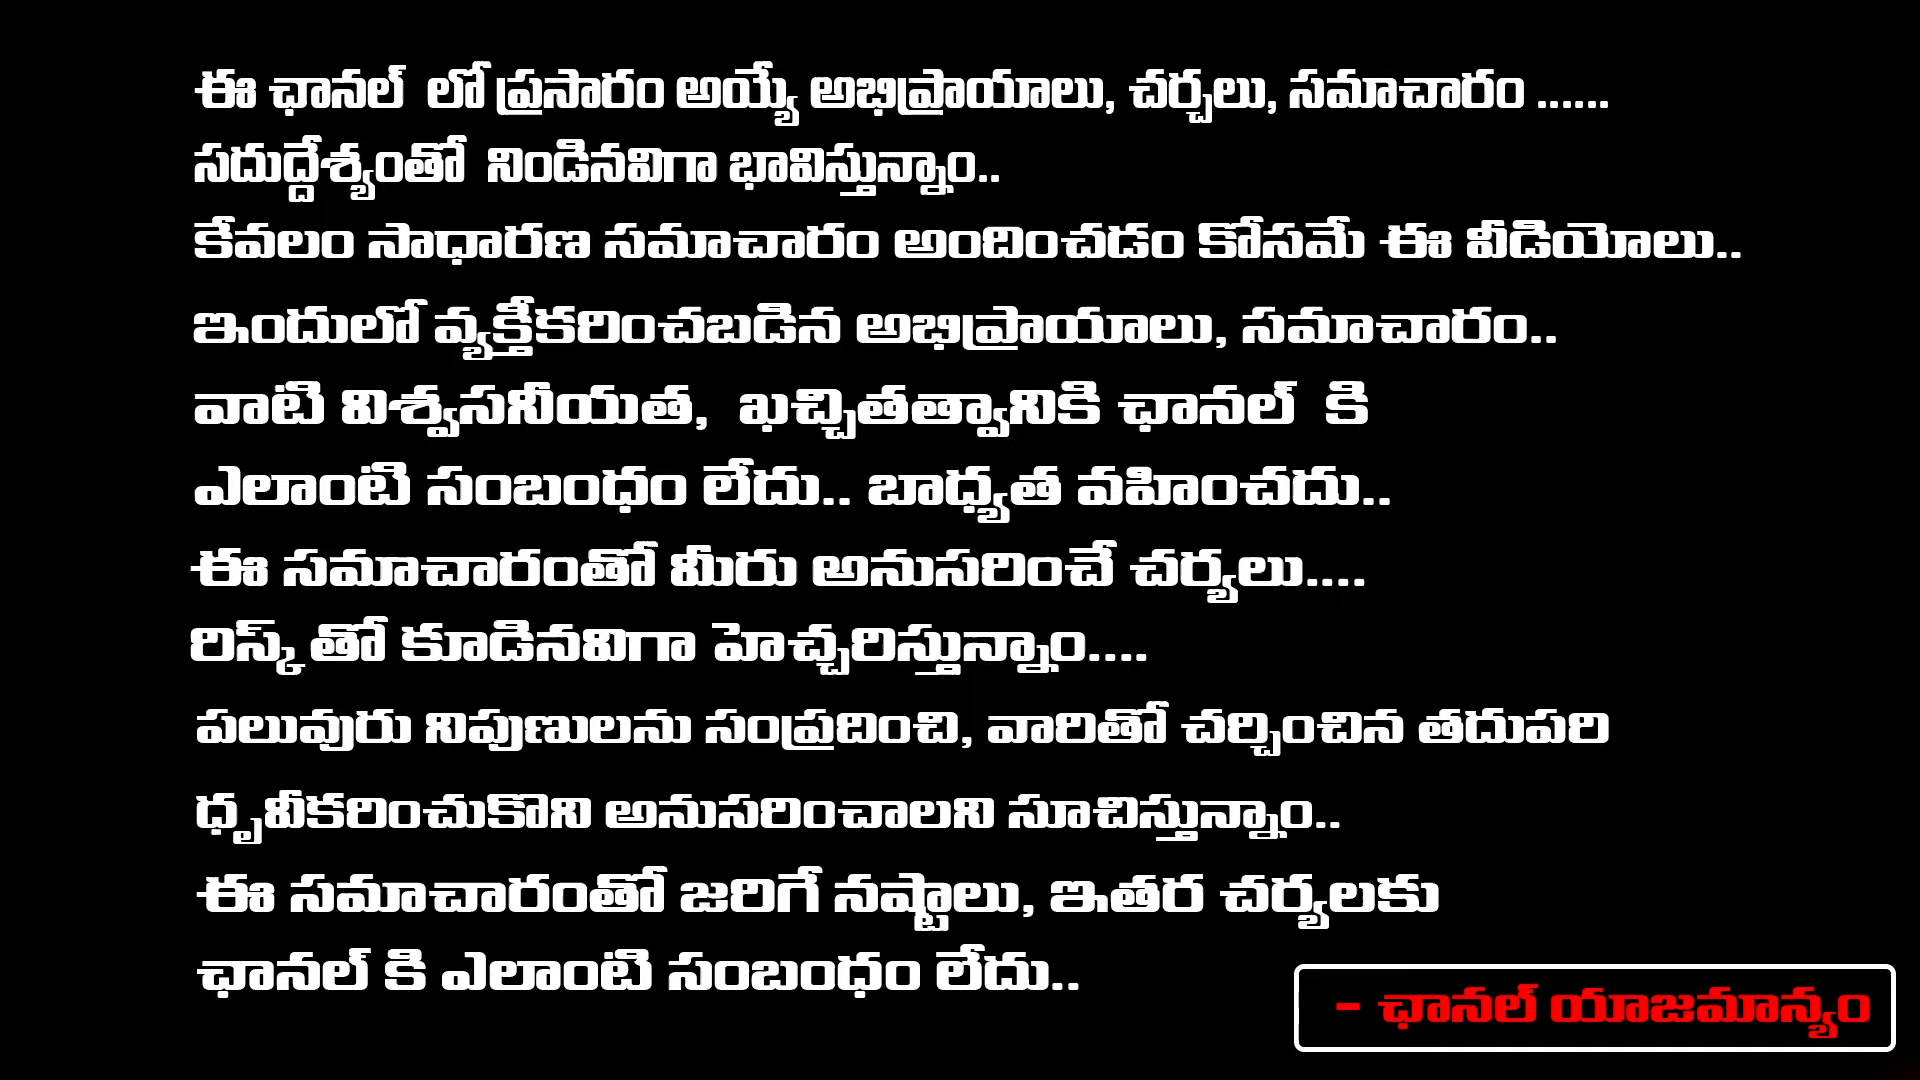 ఈ ఛానల్ లో ప్రసారం అయ్యే అభిప్రాయాలు, చర్చలు, సమాచారం ......
సదుద్దేశ్యంతో నిండినవిగా భావిస్తున్నాం..
కేవలం సాధారణ సమాచారం అందించడం కోసమే ఈ వీడియోలు..
ఇందులో వ్యక్తీకరించబడిన అభిప్రాయాలు, సమాచారం..
వాటి విశ్వసనీయత, ఖచ్చితత్వానికి ఛానల్ కి
ఎలాంటి సంబంధం లేదు.. బాధ్యత వహించదు..
ఈ సమాచారంతో మీరు అనుసరించే చర్యలు....
రిస్క్ తో కూడినవిగా హెచ్చరిస్తున్నాం....
పలువురు నిపుణులను సంప్రదించి, వారితో చర్చించిన తదుపరి
ధృవీకరించుకొని అనుసరించాలని సూచిస్తున్నాం..
ఈ సమాచారంతో జరిగే నష్టాలు, ఇతర చర్యలకు
ఛానల్ కి ఎలాంటి సంబంధం లేదు..
- ఛానల్ యాజమాన్యం